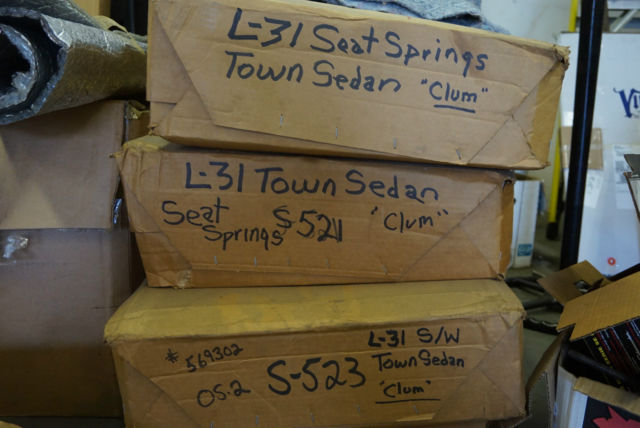 L-31 Seat Springs
Town Sedan "Clum"
L-31 Town Sedan
Seat Springs S-521 "Clum"
L-31 S/W
# 569302
Town Sedan
OS-2 S-523
"Clum"